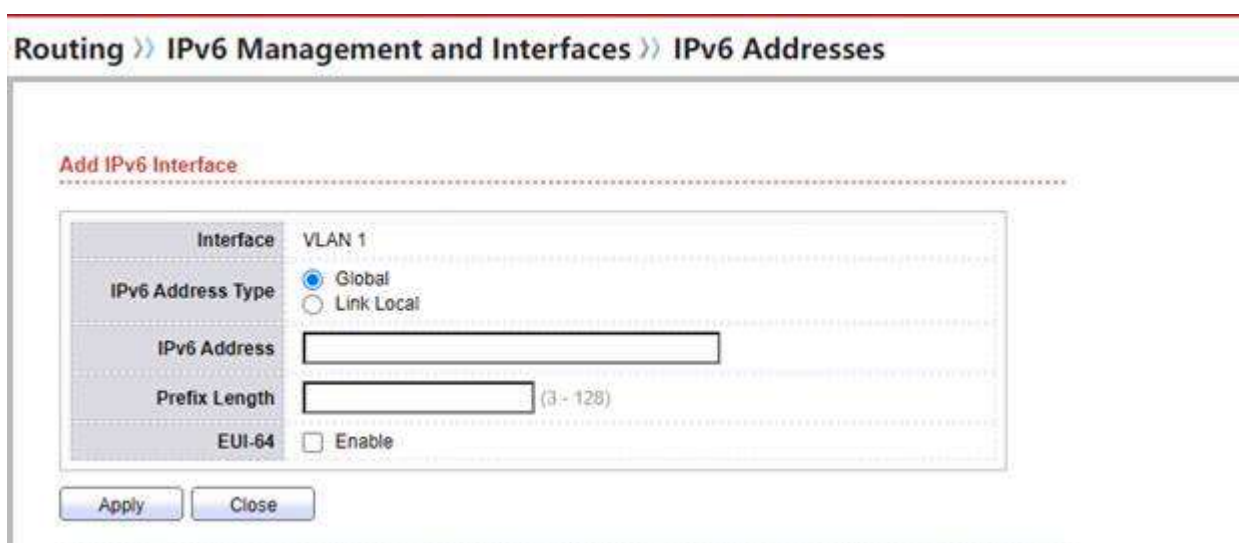 Routing 》 IPv6 Management and Interfaces 》 IPv6 Addresses
Add IPv6 Interface
Interface VLAN 1
IPv6 Address Type Global
Link Local
IPv6 Address
Prefix Length (3 - 128)
EUI-64 Enable
Apply Close